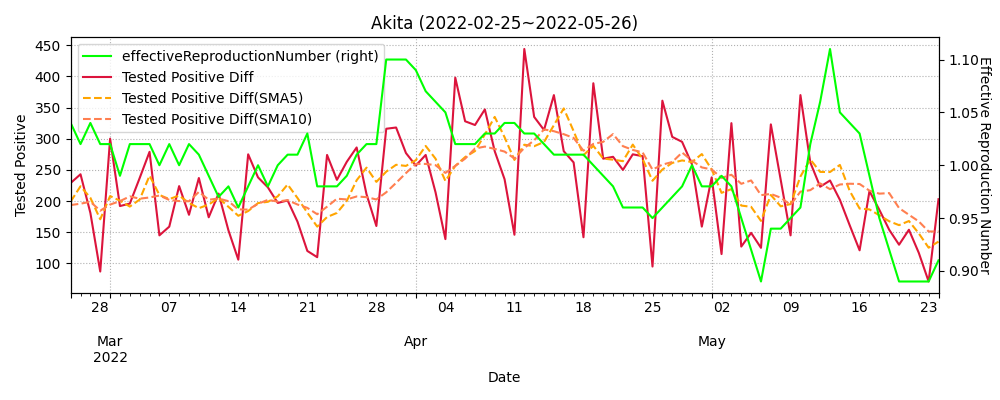 Akita (2022-02-25~2022-05-26)
effectiveReproductionNumber (right)
Tested Positive Diff
Tested Positive Diff(SMA5)
Tested Positive Diff(SMA10)
Tested Positive
450
400
350
300
250
200
150
100
1.10
1.05
1.00
0.95
0.90
Effective Reproduction Number
28 07 14 21 28 04 11 18 25 02 09 16 23
Mar Apr May
2022
Date